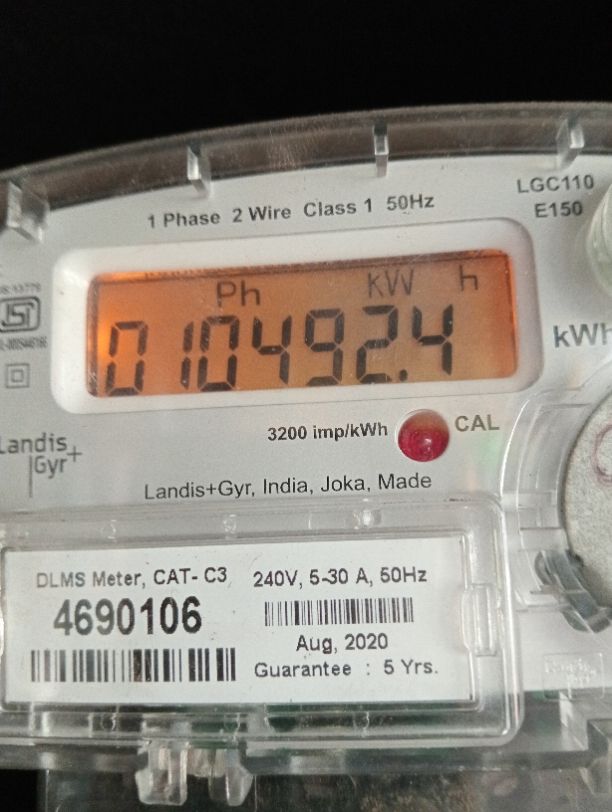 LGC110
E150
1 Phase 2 Wire Class 1 50Hz
Ph KW h
010492.4
kWh
3200 imp/kWh
CAL
Landis+
Gyr
Landis+Gyr, India, Joka, Made
DLMS Meter, CAT- C3
240V, 5-30 A, 50Hz
4690106
Aug, 2020
Guarantee : 5 Yrs.